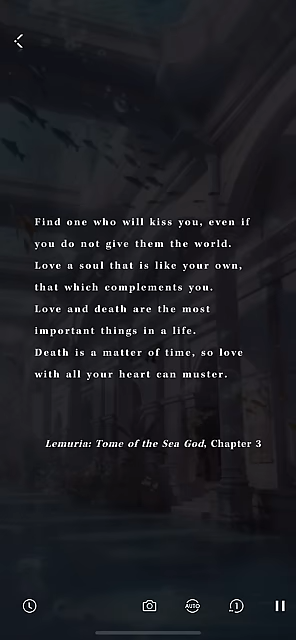 Find one who will kiss you, even if
you do not give them the world.
Love a soul that is like your own,
that which complements you.
Love and death are the most
important things in a life.
Death is a matter of time, so love
with all your heart can muster.
Lemuria: Tome of the Sea God, Chapter 3
AUTO
1